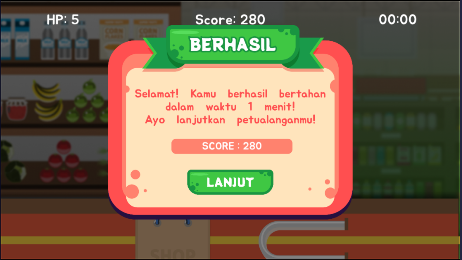 HP: 5
Score: 280
00:00
BERHASIL
Selamat! Kamu berhasil bertahan
dalam waktu 1 menit!
Ayo lanjutkan petualanganmu!
SCORE : 280
LANJUT
SHOP